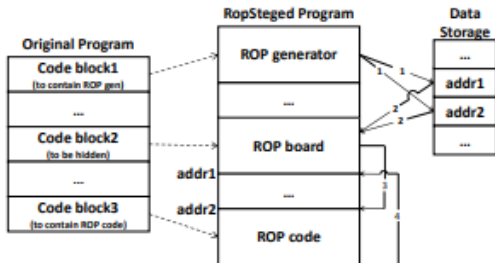 RopSteged Program
Data
Storage
Original Program
Code block1
(to contain ROP gen)
...
Code block2
(to be hidden)
...
Code block3
(to contain ROP code)
ROP generator
....
ROP board
addr1
...
addr2
ROP code
...
addr1
addr2
...
1
1
2
2
3
4